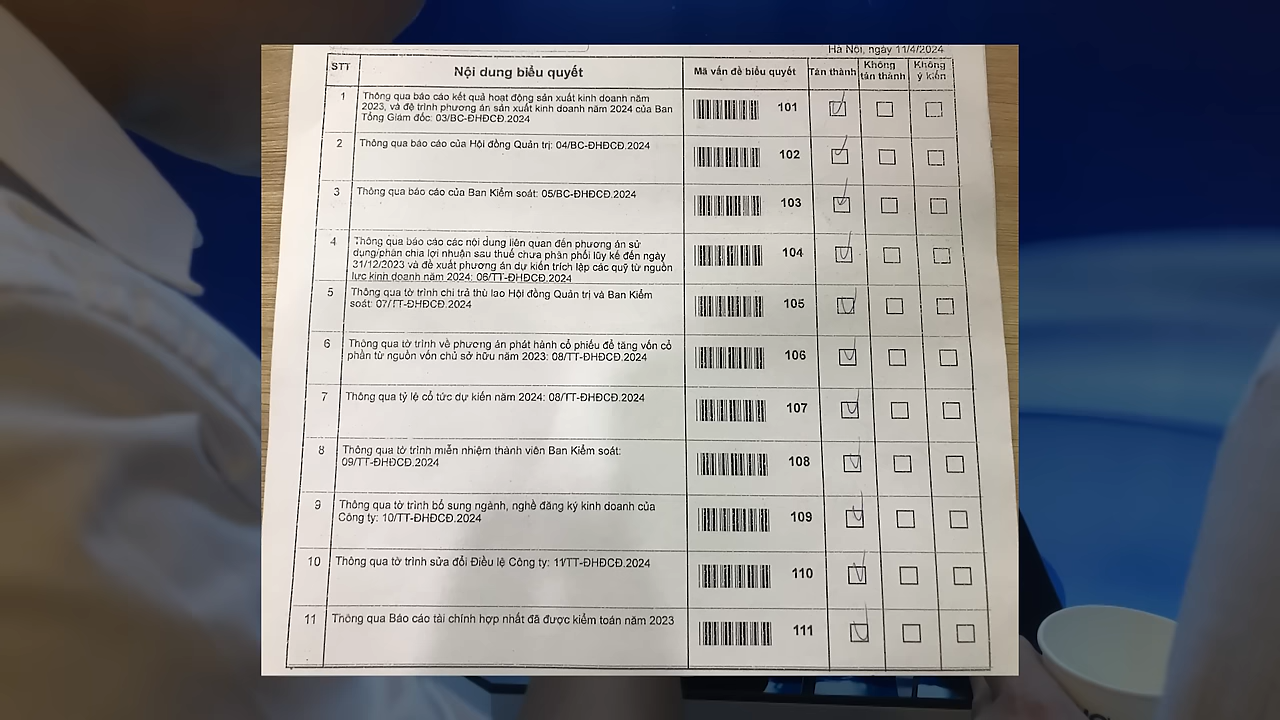 Hà Nội, ngày 11/4/2024
STT
Nội dung biểu quyết
Mã vấn đề biểu quyết
Tán thành
Không
tán thành
Không
ý kiến
1
Thông qua báo cáo kết quả hoạt động sản xuất kinh doanh năm
2023, và đệ trình phương án sản xuất kinh doanh năm 2024 của Ban
Tổng Giám đốc: 03/BC-ĐHĐCĐ.2024
101
2
Thông qua báo cáo của Hội đồng Quản trị: 04/BC-ĐHĐCĐ.2024
102
3
Thông qua báo cáo của Ban Kiểm soát: 05/BC-ĐHĐCĐ.2024
103
4
Thông qua báo cáo các nội dung liên quan đến phương án sử
dụng/phân chia lợi nhuận sau thuế chưa phân phối lũy kế đến ngày
31/12/2023 và đề xuất phương án dự kiến trích lập các quỹ từ nguồn
lực kinh doanh năm 2024: 06/TT-ĐHĐCĐ.2024
104
5
Thông qua tờ trình chi trả thù lao Hội đồng Quản trị và Ban Kiểm
soát: 07/TT-ĐHĐCĐ.2024
105
6
Thông qua tờ trình về phương án phát hành cổ phiếu để tăng vốn cổ
phần từ nguồn vốn chủ sở hữu năm 2023: 08/TT-ĐHĐCĐ.2024
106
7
Thông qua tỷ lệ cổ tức dự kiến năm 2024: 08/TT-ĐHĐCĐ.2024
107
8
Thông qua tờ trình miễn nhiệm thành viên Ban Kiểm soát:
09/TT-ĐHĐCĐ.2024
108
9
Thông qua tờ trình bổ sung ngành, nghề đăng ký kinh doanh của
Công ty: 10/TT-ĐHĐCĐ.2024
109
10
Thông qua tờ trình sửa đổi Điều lệ Công ty: 11/TT-ĐHĐCĐ.2024
110
11
Thông qua Báo cáo tài chính hợp nhất đã được kiểm toán năm 2023
111